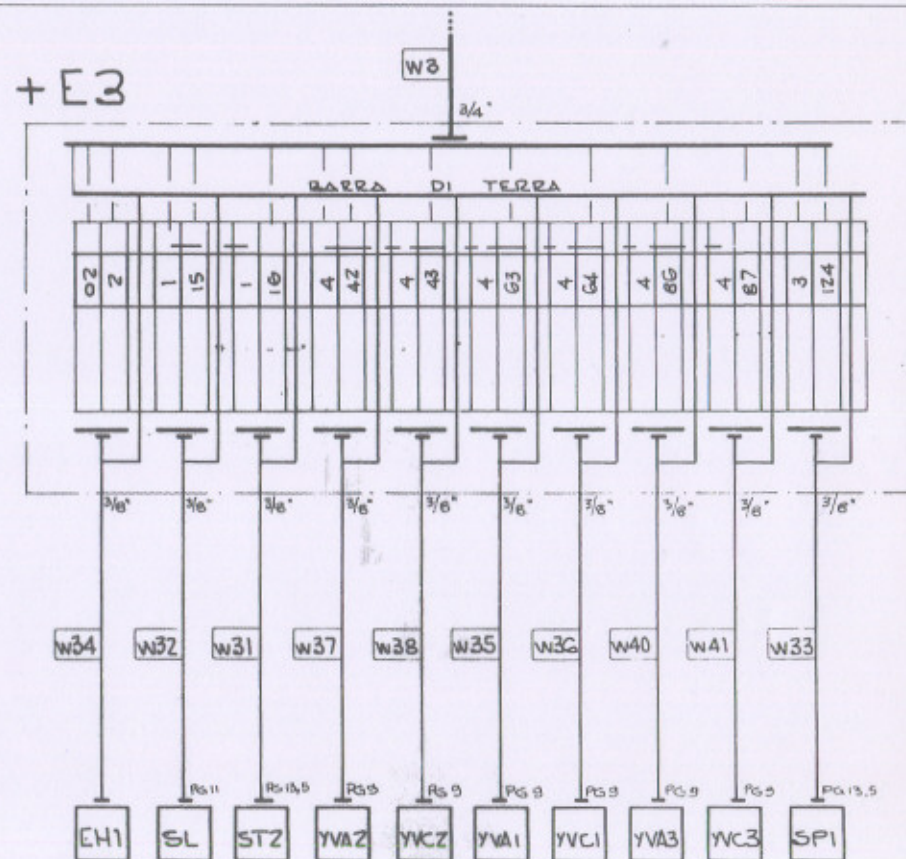 W3
+E3
3/4"
BARRA DI TERRA
02 2 1 15 1 16 4 42 4 43 4 63 4 64 4 86 4 87 3 124
3/8" 3/8" 3/8" 3/8" 3/8" 3/8" 3/8" 3/8" 3/8" 3/8"
W34 W32 W31 W37 W38 W35 W36 W40 W41 W33
PG11 PG13,5 PG9 PG9 PG9 PG9 PG9 PG9 PG13,5
EH1 SL ST2 YVA2 YVC2 YVA1 YVC1 YVA3 YVC3 SP1